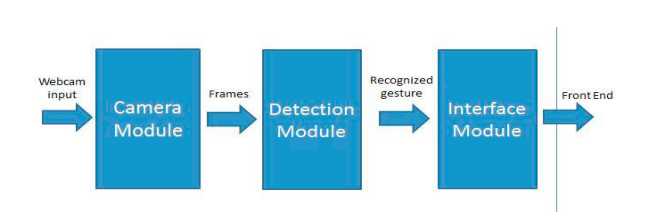 Webcam
input
Camera
Module
Frames
Detection
Module
Recognized
gesture
Interface
Module
Front End